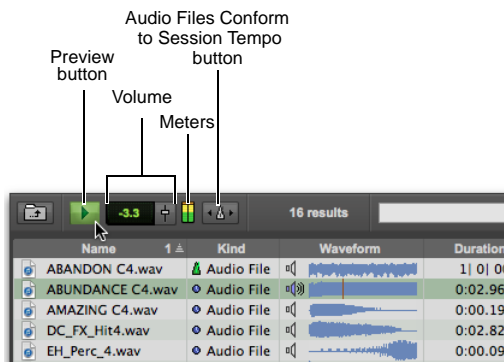 Audio Files Conform
to Session Tempo
button
Preview
button
Volume
Meters
-3.3
16 results
Name 1 Kind Waveform Duration
ABANDON C4.wav Audio File 1| 0| 00
ABUNDANCE C4.wav Audio File 0:02.96
AMAZING C4.wav Audio File 0:00.19
DC_FX_Hit4.wav Audio File 0:02.82
EH_Perc_4.wav Audio File 0:00.09